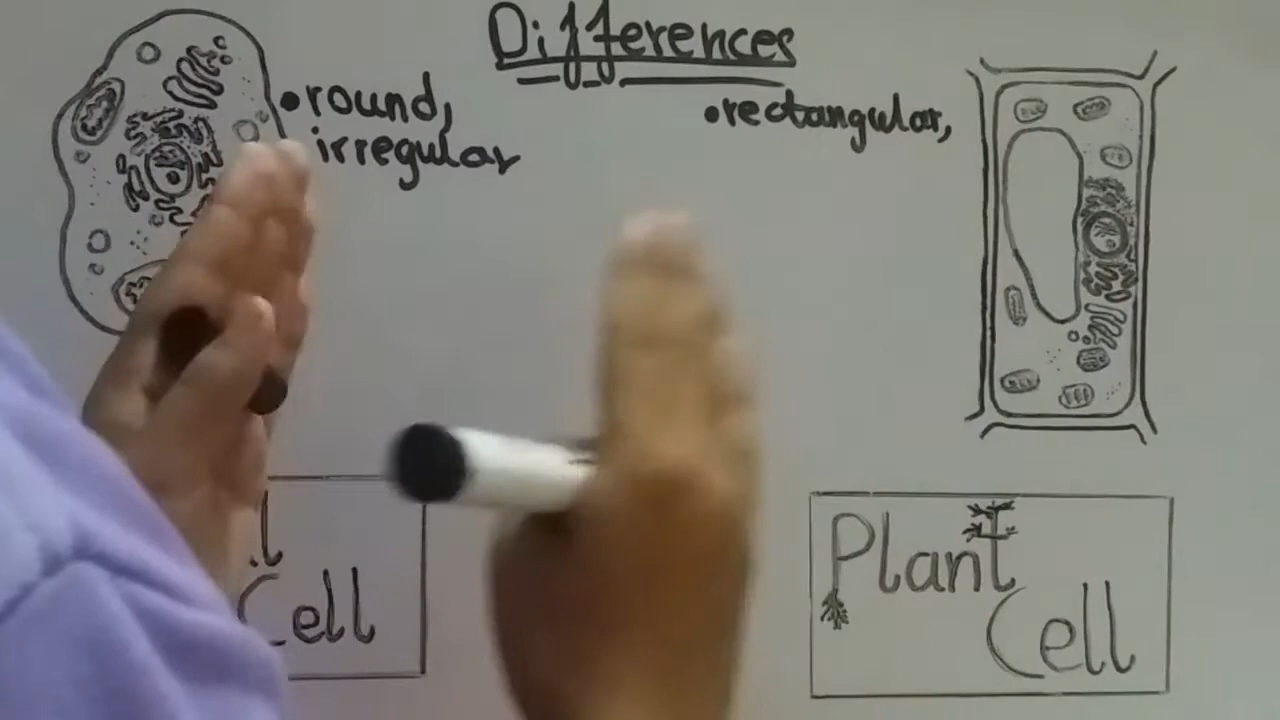 Differences
• round,
irregular
• rectangular,
Cell
Plant
Cell